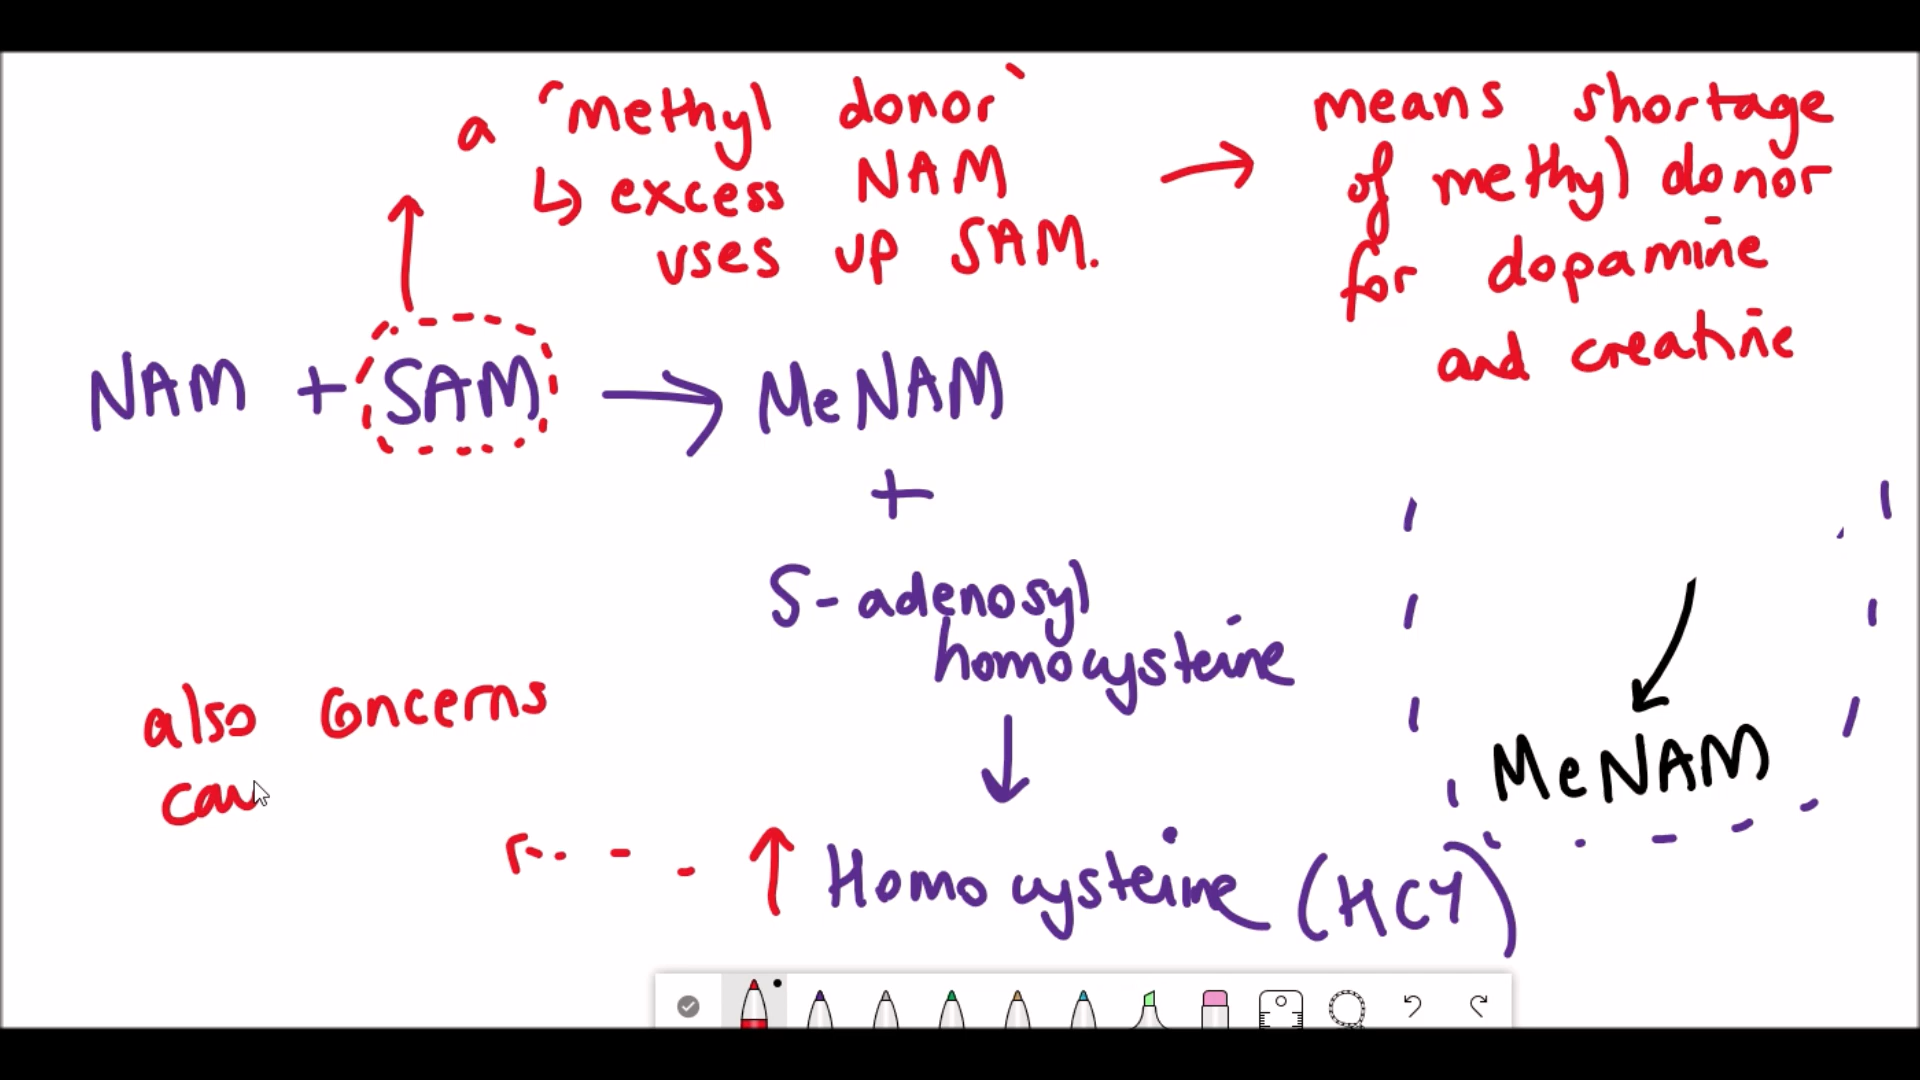 a "methyl donor"
↳ excess NAM
uses up SAM.
→ means shortage
of methyl donor
for dopamine
and creatine
NAM + SAM → MeNAM
+
S-adenosyl
homocysteine
MeNAM
also concerns
cau
↑ Homocysteine (HCY)